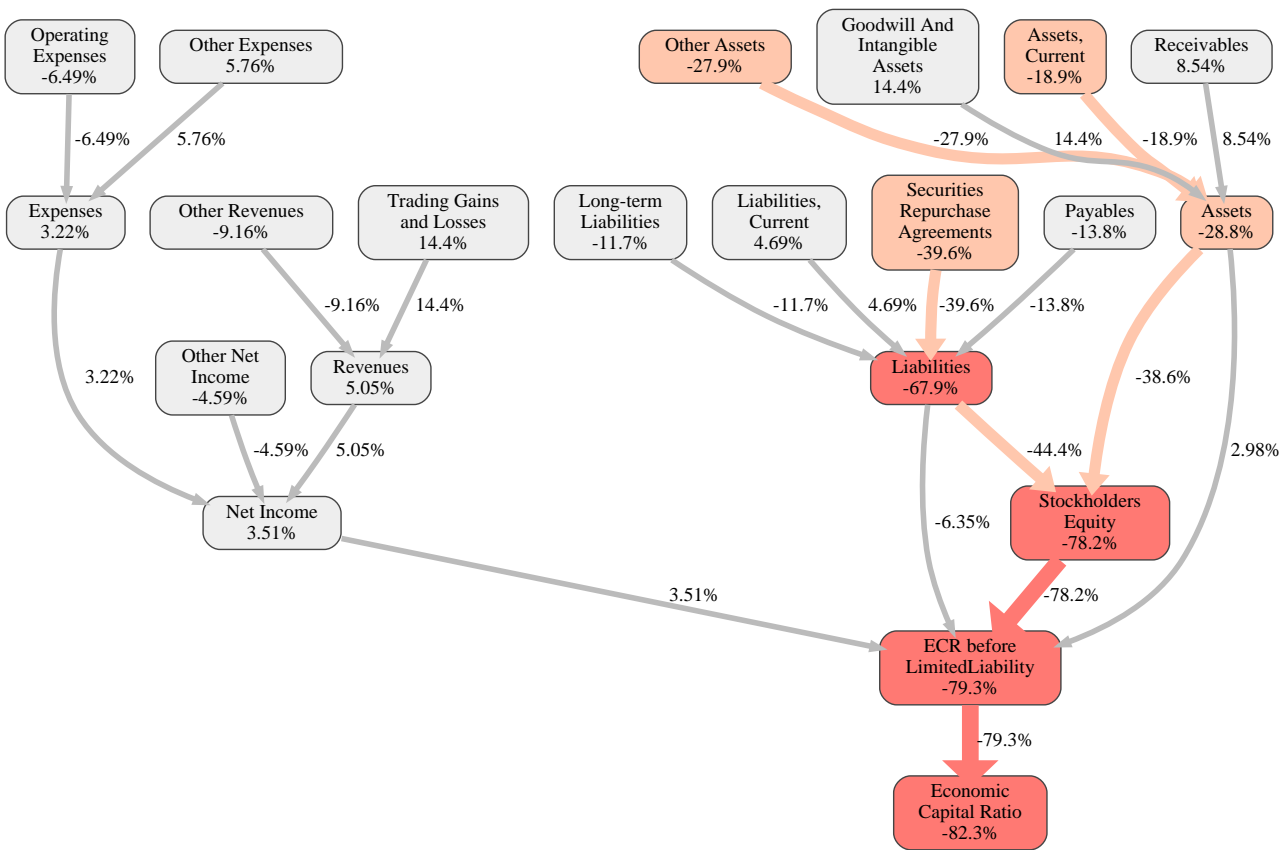 Operating
Expenses
-6.49%
Other Expenses
5.76%
Other Assets
-27.9%
Goodwill And
Intangible
Assets
14.4%
Assets,
Current
-18.9%
Receivables
8.54%
-6.49%
5.76%
-27.9%
14.4%
-18.9%
8.54%
Expenses
3.22%
Other Revenues
-9.16%
Trading Gains
and Losses
14.4%
Long-term
Liabilities
-11.7%
Liabilities,
Current
4.69%
Securities
Repurchase
Agreements
-39.6%
Payables
-13.8%
Assets
-28.8%
-9.16%
14.4%
-11.7%
4.69%
-39.6%
-13.8%
3.22%
Other Net
Income
-4.59%
Revenues
5.05%
Liabilities
-67.9%
-38.6%
-4.59%
5.05%
-44.4%
2.98%
Net Income
3.51%
-6.35%
Stockholders
Equity
-78.2%
3.51%
-78.2%
ECR before
LimitedLiability
-79.3%
-79.3%
Economic
Capital Ratio
-82.3%